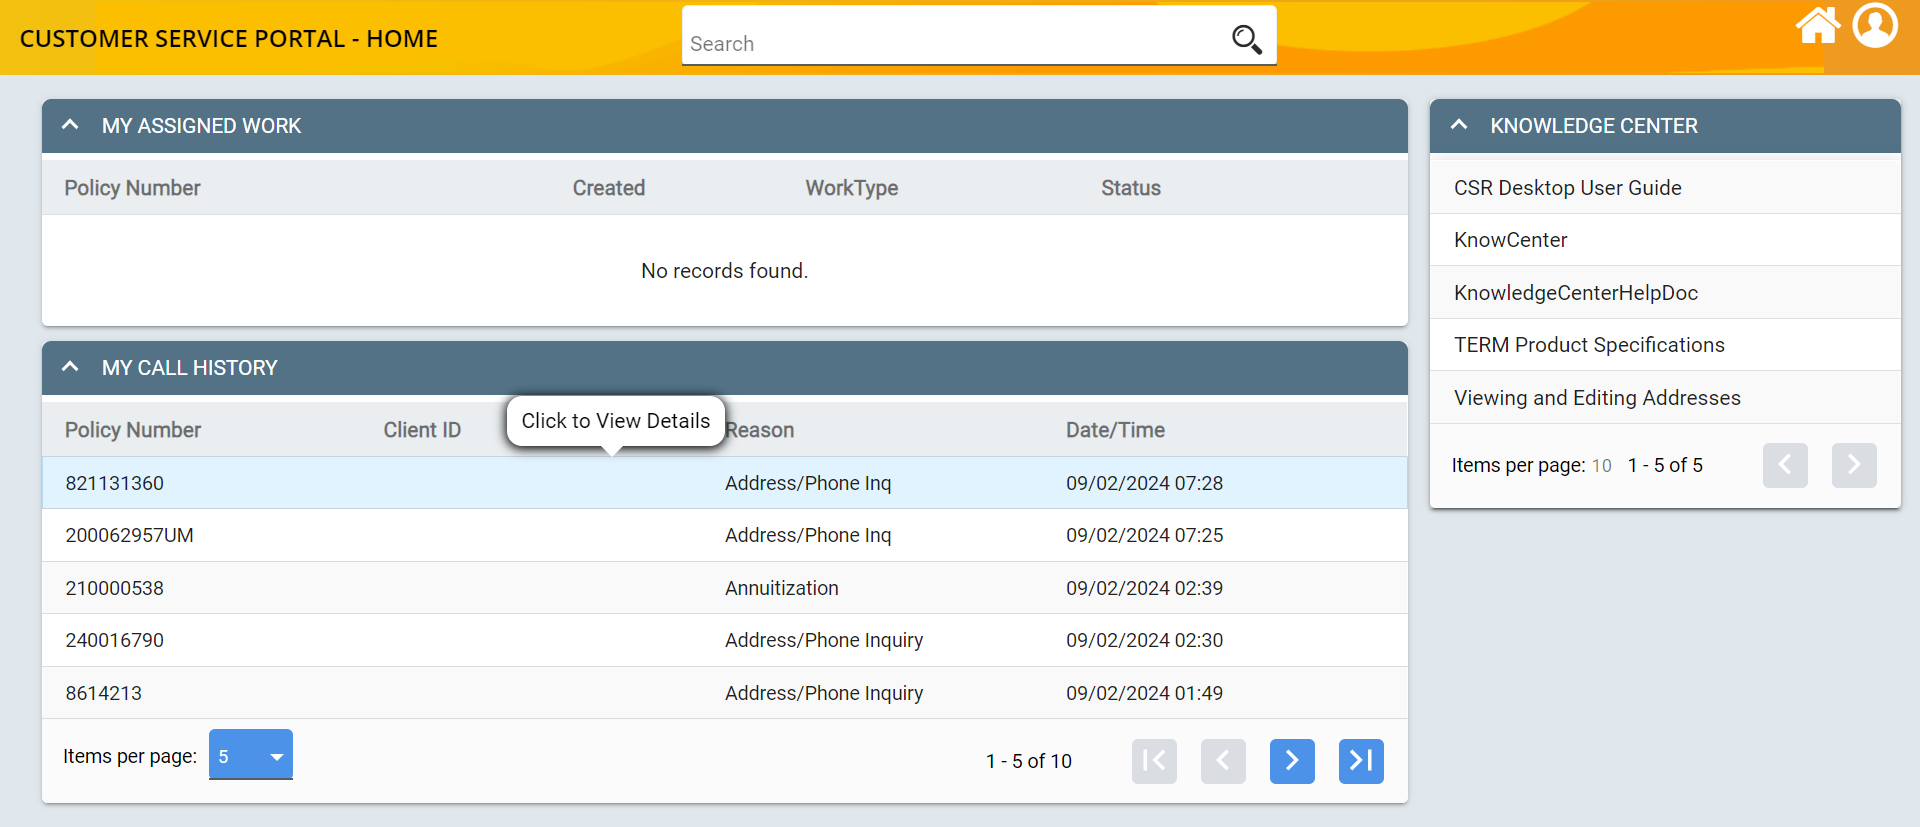 CUSTOMER SERVICE PORTAL - HOME
Search
MY ASSIGNED WORK
Policy Number Created WorkType Status
No records found.
MY CALL HISTORY
Click to View Details
Policy Number Client ID Reason Date/Time
821131360 Address/Phone Inq 09/02/2024 07:28
200062957UM Address/Phone Inq 09/02/2024 07:25
210000538 Annuitization 09/02/2024 02:39
240016790 Address/Phone Inquiry 09/02/2024 02:30
8614213 Address/Phone Inquiry 09/02/2024 01:49
Items per page: 5 1 - 5 of 10
KNOWLEDGE CENTER
CSR Desktop User Guide
KnowCenter
KnowledgeCenterHelpDoc
TERM Product Specifications
Viewing and Editing Addresses
Items per page: 10 1 - 5 of 5